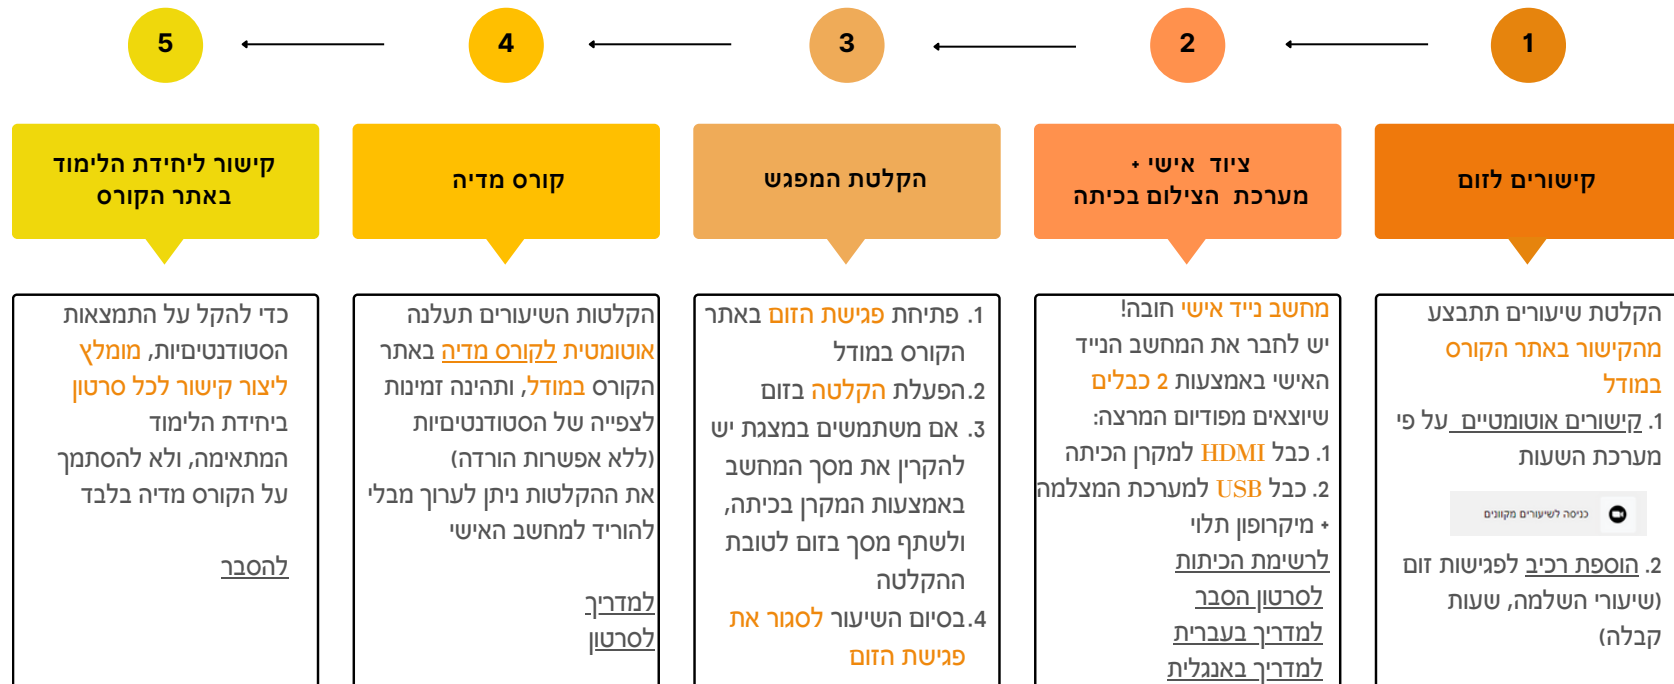 1
קישורים לזום
הקלטת שיעורים תתבצע
מהקישור באתר הקורס
במודל
1. קישורים אוטומטיים על פי
מערכת השעות
כניסה לשיעורים מקוונים
2. הוספת רכיב לפגישות זום
(שיעורי השלמה, שעות
קבלה)
2
ציוד אישי +
מערכת הצילום בכיתה
מחשב נייד אישי חובה!
יש לחבר את המחשב הנייד
האישי באמצעות 2 כבלים
שיוצאים מפודיום המרצה:
1. כבל HDMI למקרן הכיתה
2. כבל USB למערכת המצלמה
+ מיקרופון תלוי
לרשימת הכיתות
לסרטון הסבר
למדריך בעברית
למדריך באנגלית
3
הקלטת המפגש
1. פתיחת פגישת הזום באתר
הקורס במודל
2.הפעלת הקלטה בזום
3. אם משתמשים במצגת יש
להקרין את מסך המחשב
באמצעות המקרן בכיתה,
ולשתף מסך בזום לטובת
ההקלטה
4.בסיום השיעור לסגור את
פגישת הזום
4
קורס מדיה
הקלטות השיעורים תעלנה
אוטומטית לקורס מדיה באתר
הקורס במודל, ותהינה זמינות
לצפייה של הסטודנטיםיות
(ללא אפשרות הורדה)
את ההקלטות ניתן לערוך מבלי
להוריד למחשב האישי
למדריך
לסרטון
5
קישור ליחידת הלימוד
באתר הקורס
כדי להקל על התמצאות
הסטודנטיםיות, מומלץ
ליצור קישור לכל סרטון
ביחידת הלימוד
המתאימה, ולא להסתמך
על הקורס מדיה בלבד
להסבר